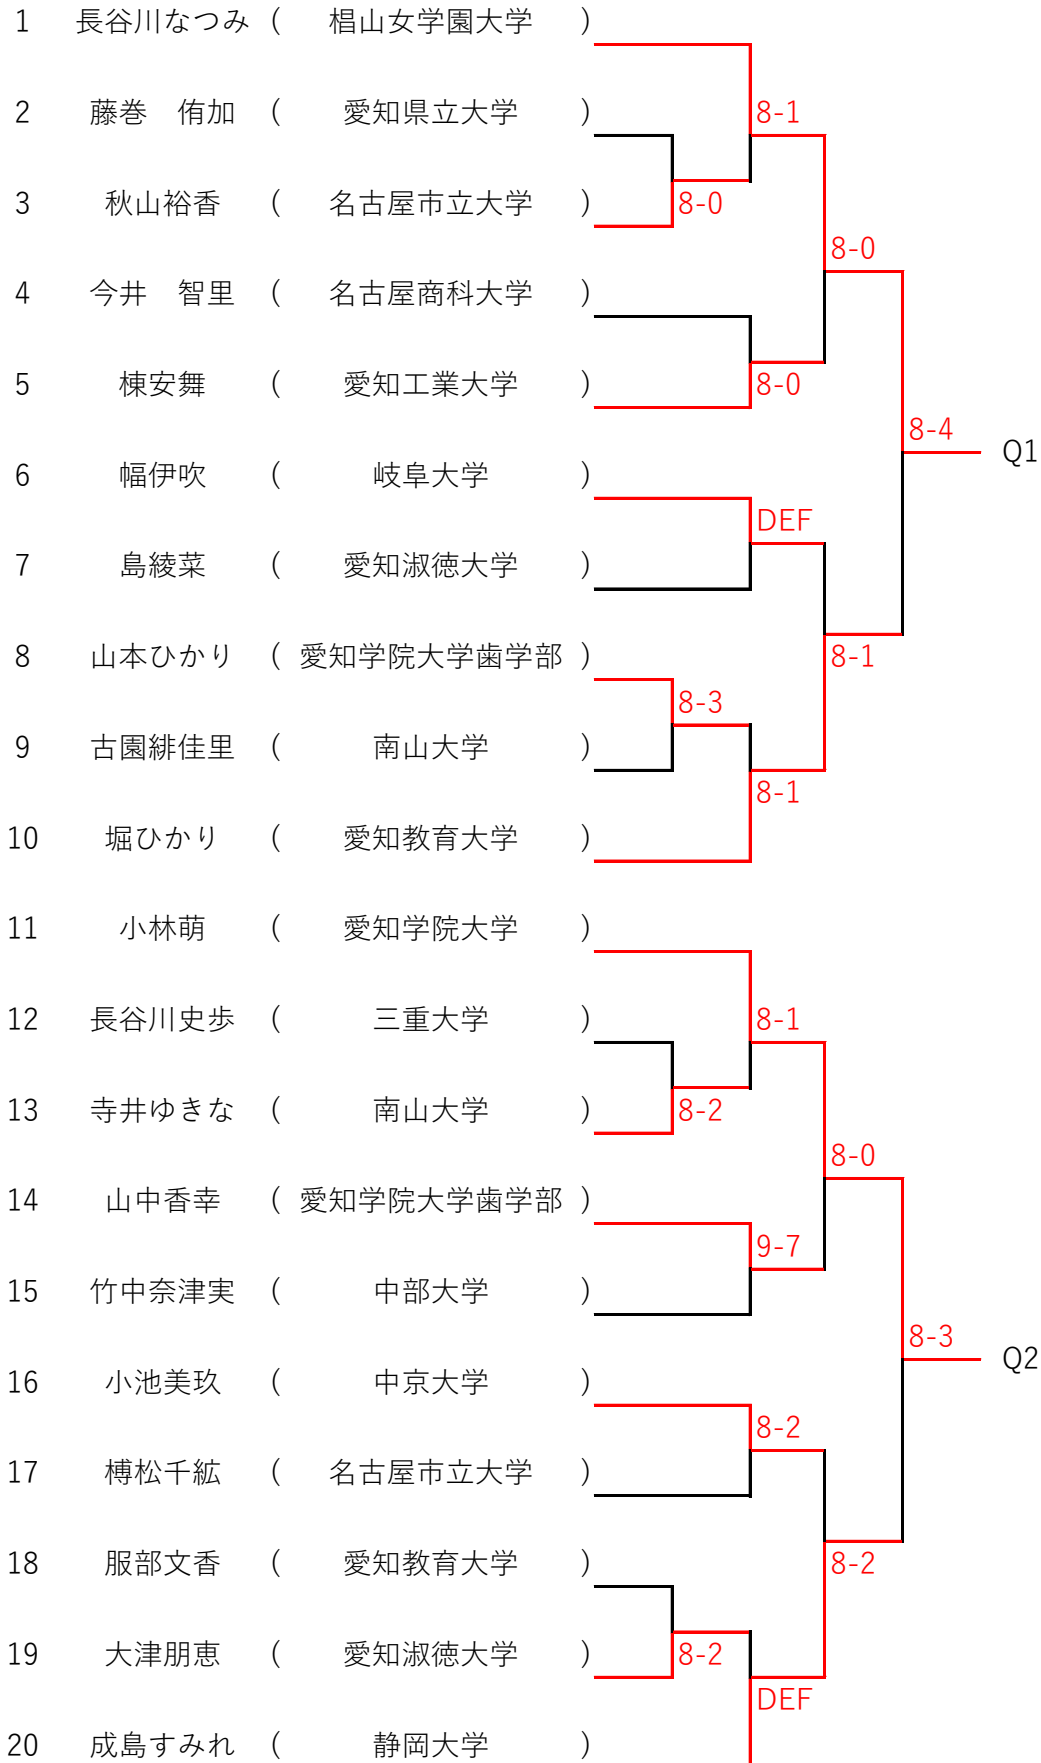 1 長谷川なつみ ( 椙山女学園大学 )
2 藤巻　侑加 ( 愛知県立大学 ) 8-1
3 秋山裕香 ( 名古屋市立大学 ) 8-0
8-0
4 今井　智里 ( 名古屋商科大学 )
5 棟安舞 ( 愛知工業大学 ) 8-0
8-4
Q1
6 幅伊吹 ( 岐阜大学 )
DEF
7 島綾菜 ( 愛知淑徳大学 )
8 山本ひかり ( 愛知学院大学歯学部 ) 8-1
8-3
9 古園緋佳里 ( 南山大学 )
8-1
10 堀ひかり ( 愛知教育大学 )
11 小林萌 ( 愛知学院大学 )
12 長谷川史歩 ( 三重大学 ) 8-1
13 寺井ゆきな ( 南山大学 ) 8-2
8-0
14 山中香幸 ( 愛知学院大学歯学部 )
9-7
15 竹中奈津実 ( 中部大学 )
8-3
Q2
16 小池美玖 ( 中京大学 )
8-2
17 榑松千紘 ( 名古屋市立大学 )
18 服部文香 ( 愛知教育大学 ) 8-2
19 大津朋恵 ( 愛知淑徳大学 ) 8-2
DEF
20 成島すみれ ( 静岡大学 )